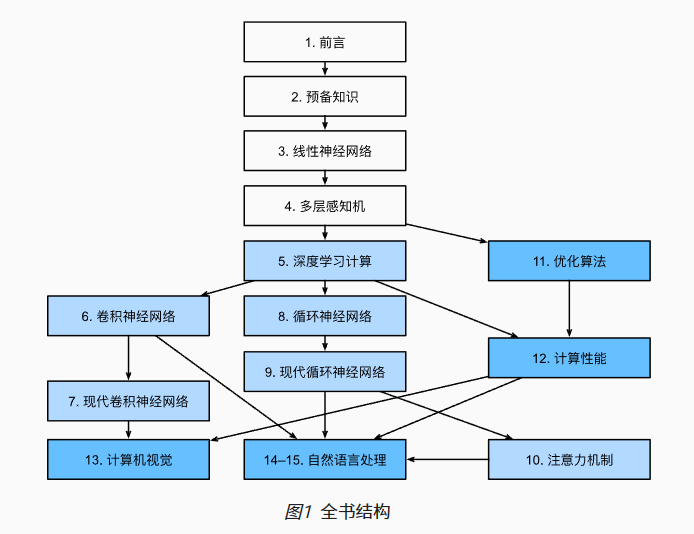 1. 前言
2. 预备知识
3. 线性神经网络
4. 多层感知机
5. 深度学习计算
11. 优化算法
6. 卷积神经网络
8. 循环神经网络
12. 计算性能
9. 现代循环神经网络
7. 现代卷积神经网络
13. 计算机视觉
14–15. 自然语言处理
10. 注意力机制
图1 全书结构